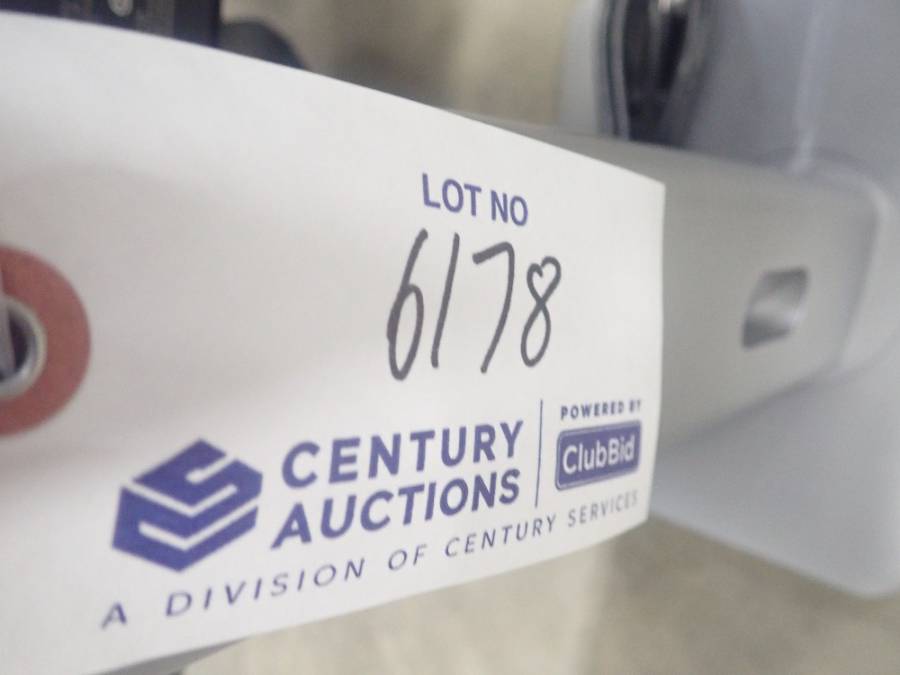 LOT NO
6178
CENTURY
AUCTIONS
POWERED BY
ClubBid
A DIVISION OF CENTURY SERVICES